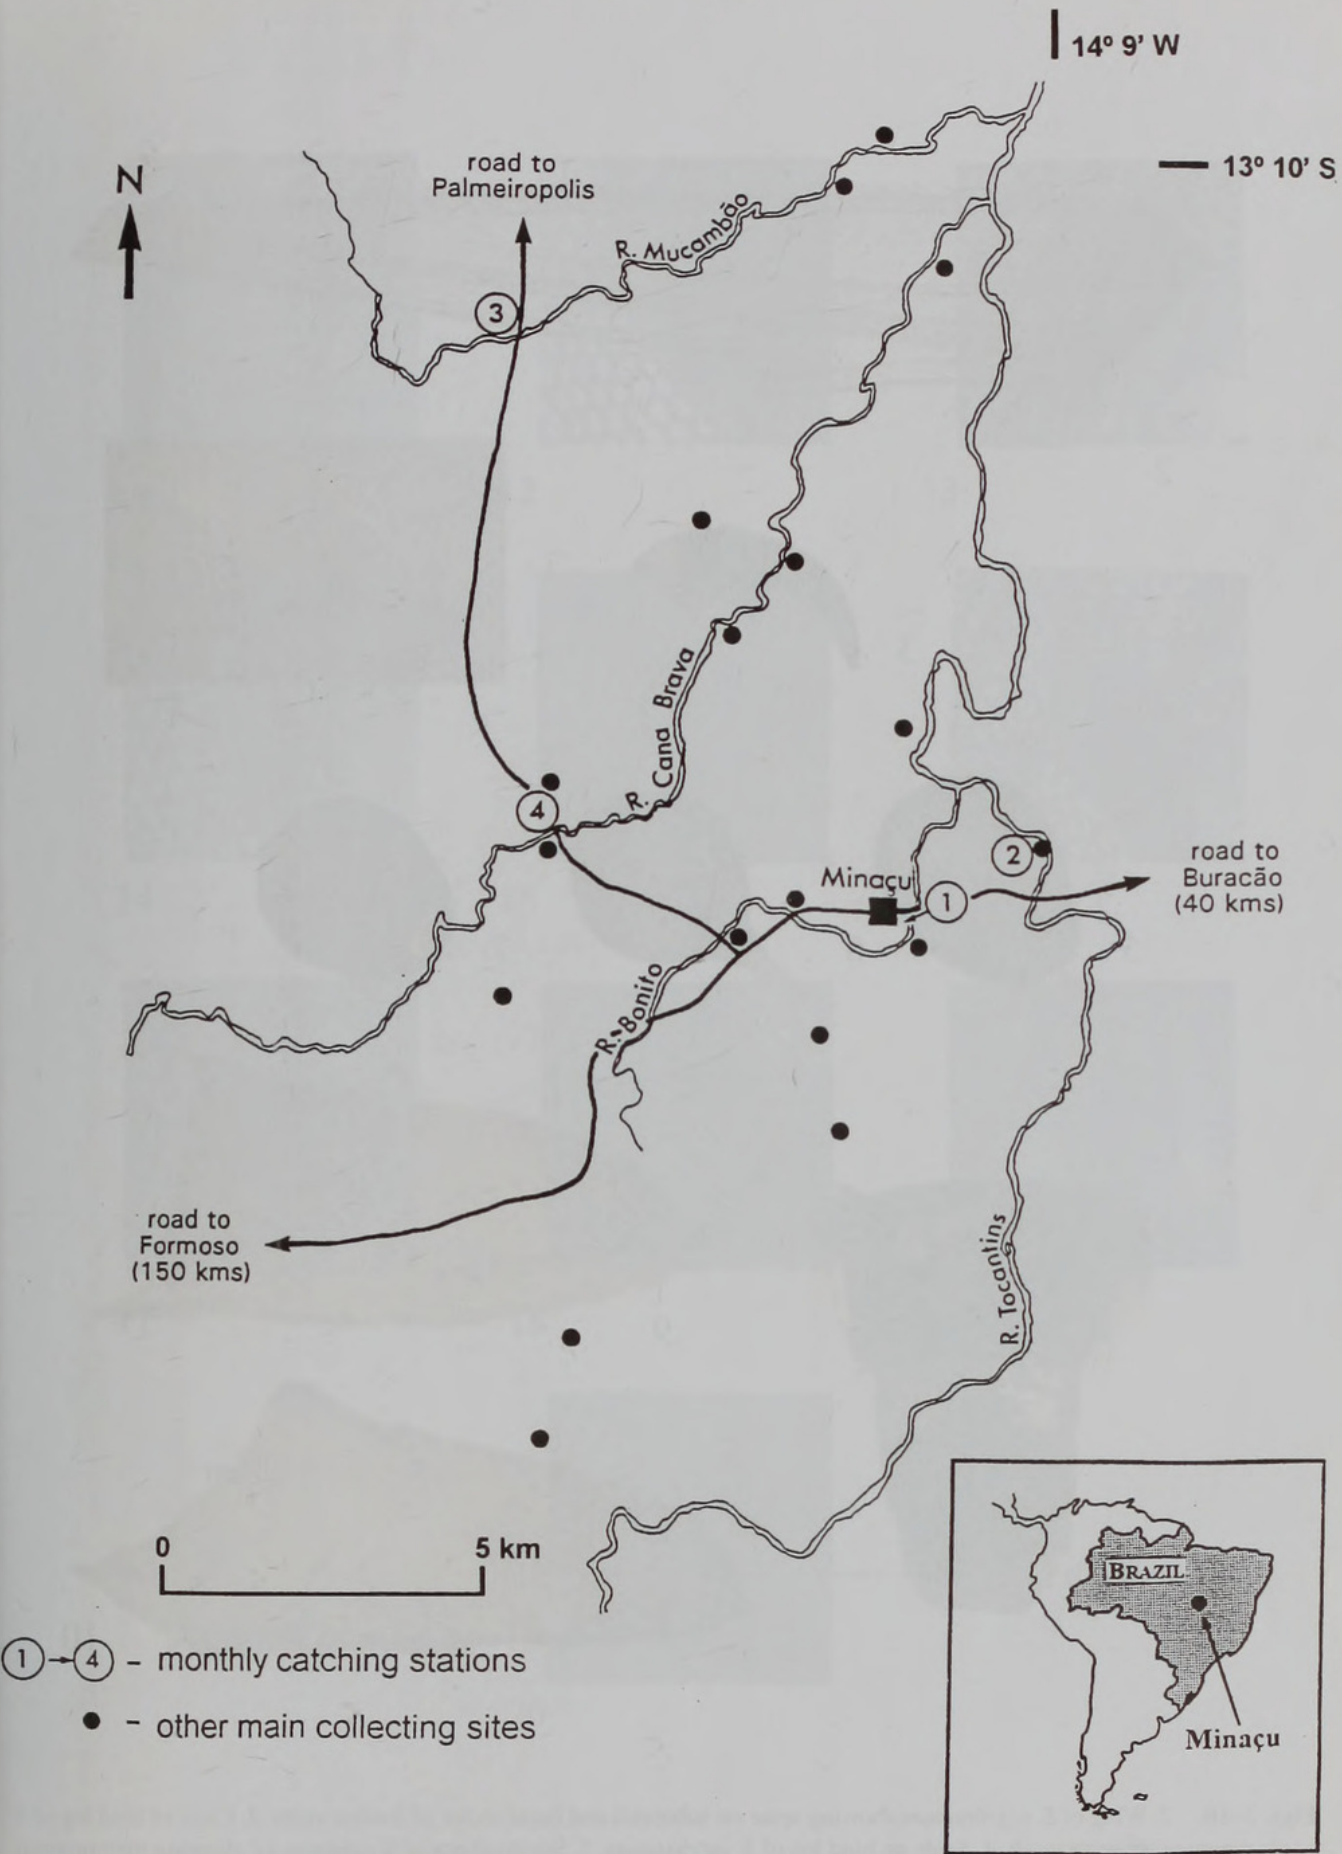 14º 9' W
13º 10' S
N
road to
Palmeiropolis
R. Mucambão
3
R. Cana Brava
4
2
road to
Buracão
(40 kms)
Minaçu
1
R. Bonito
road to
Formoso
(150 kms)
R. Tocantins
0 5 km
BRAZIL
Minaçu
1 → 4 - monthly catching stations
● - other main collecting sites